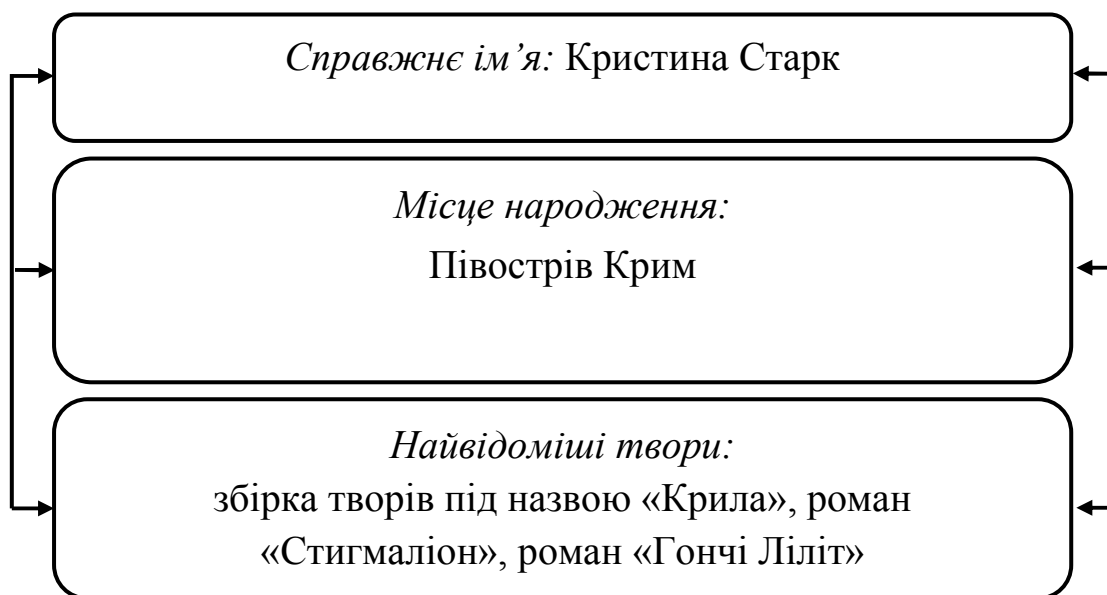 Справжнє ім’я: Кристина Старк
Місце народження:
Півострів Крим
Найвідоміші твори:
збірка творів під назвою «Крила», роман
«Стигмаліон», роман «Гончі Ліліт»